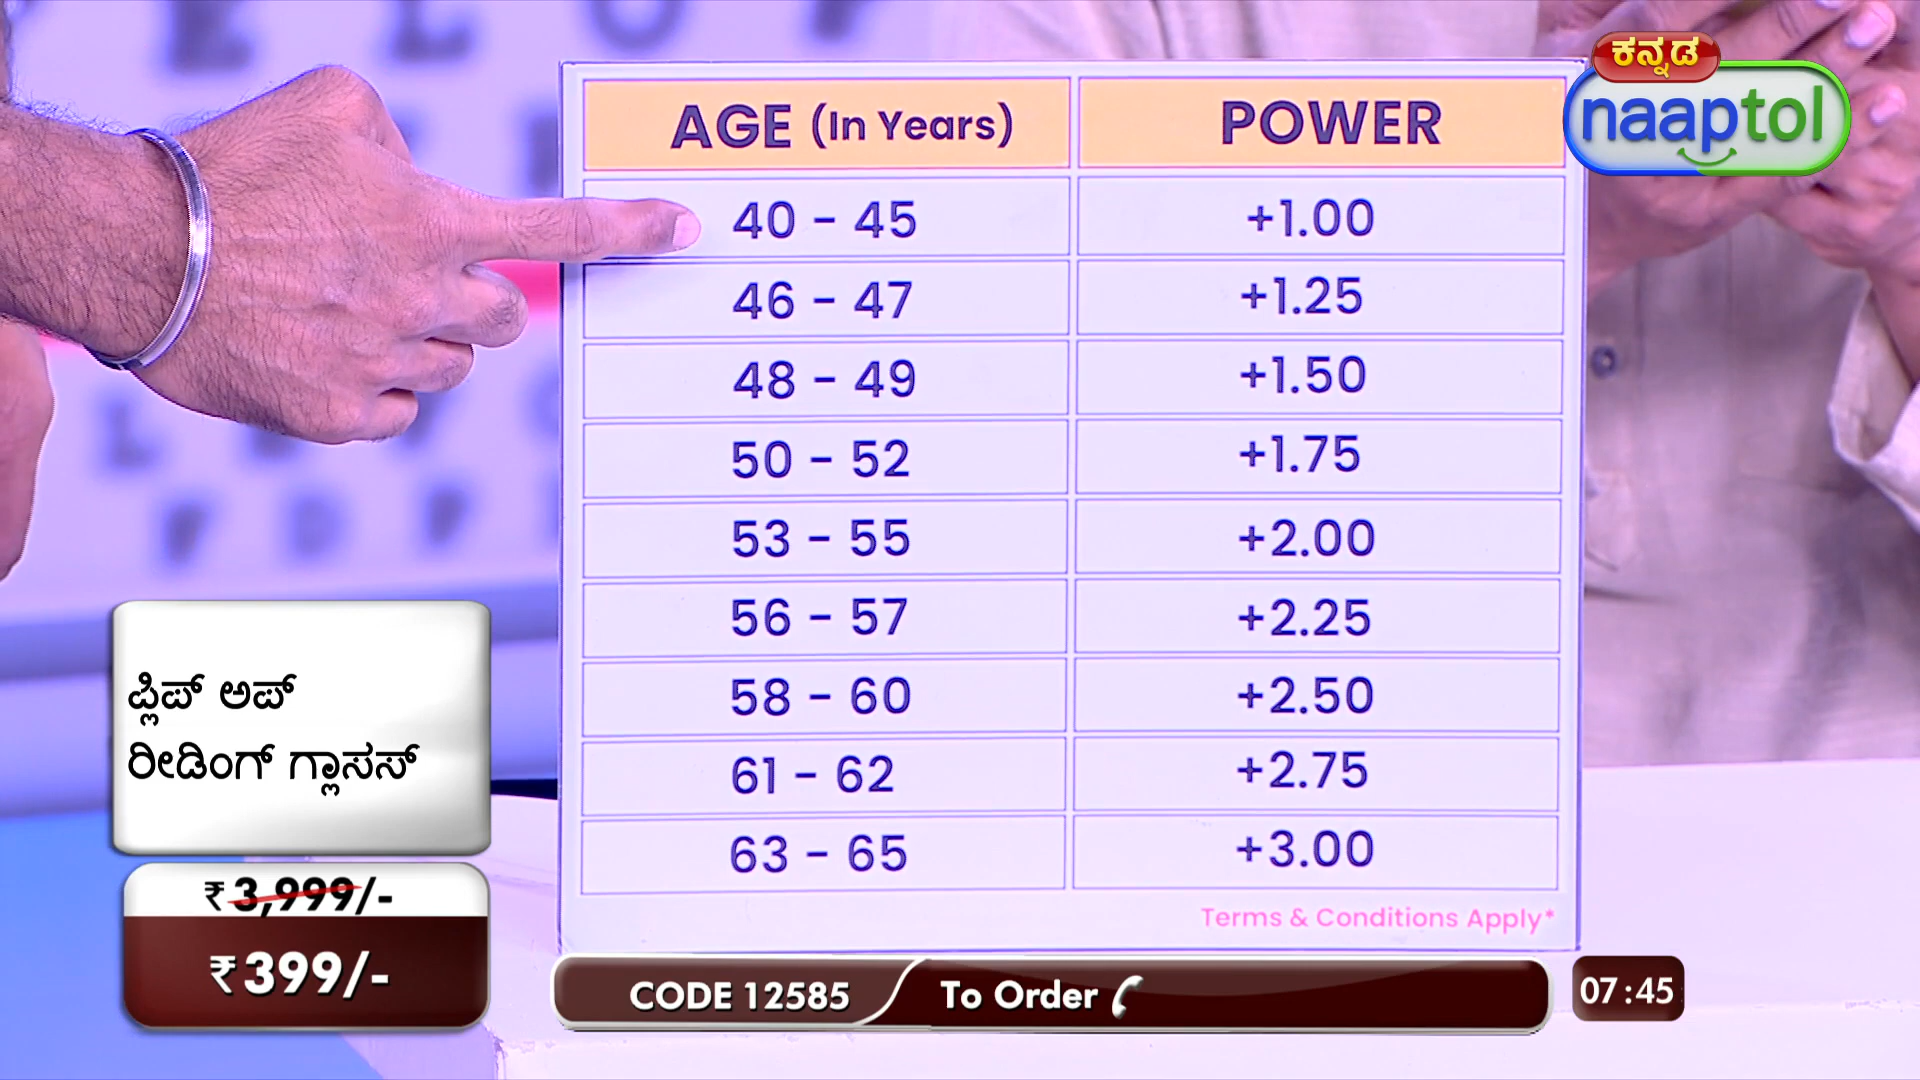 ಕನ್ನಡ
naaptol
AGE (In Years) POWER
40 - 45 +1.00
46 - 47 +1.25
48 - 49 +1.50
50 - 52 +1.75
53 - 55 +2.00
56 - 57 +2.25
58 - 60 +2.50
61 - 62 +2.75
63 - 65 +3.00
Terms & Conditions Apply*
ಫ್ಲಿಪ್ ಅಪ್
ರೀಡಿಂಗ್ ಗ್ಲಾಸಸ್
₹3,999/-
₹399/-
CODE 12585 To Order
07:45